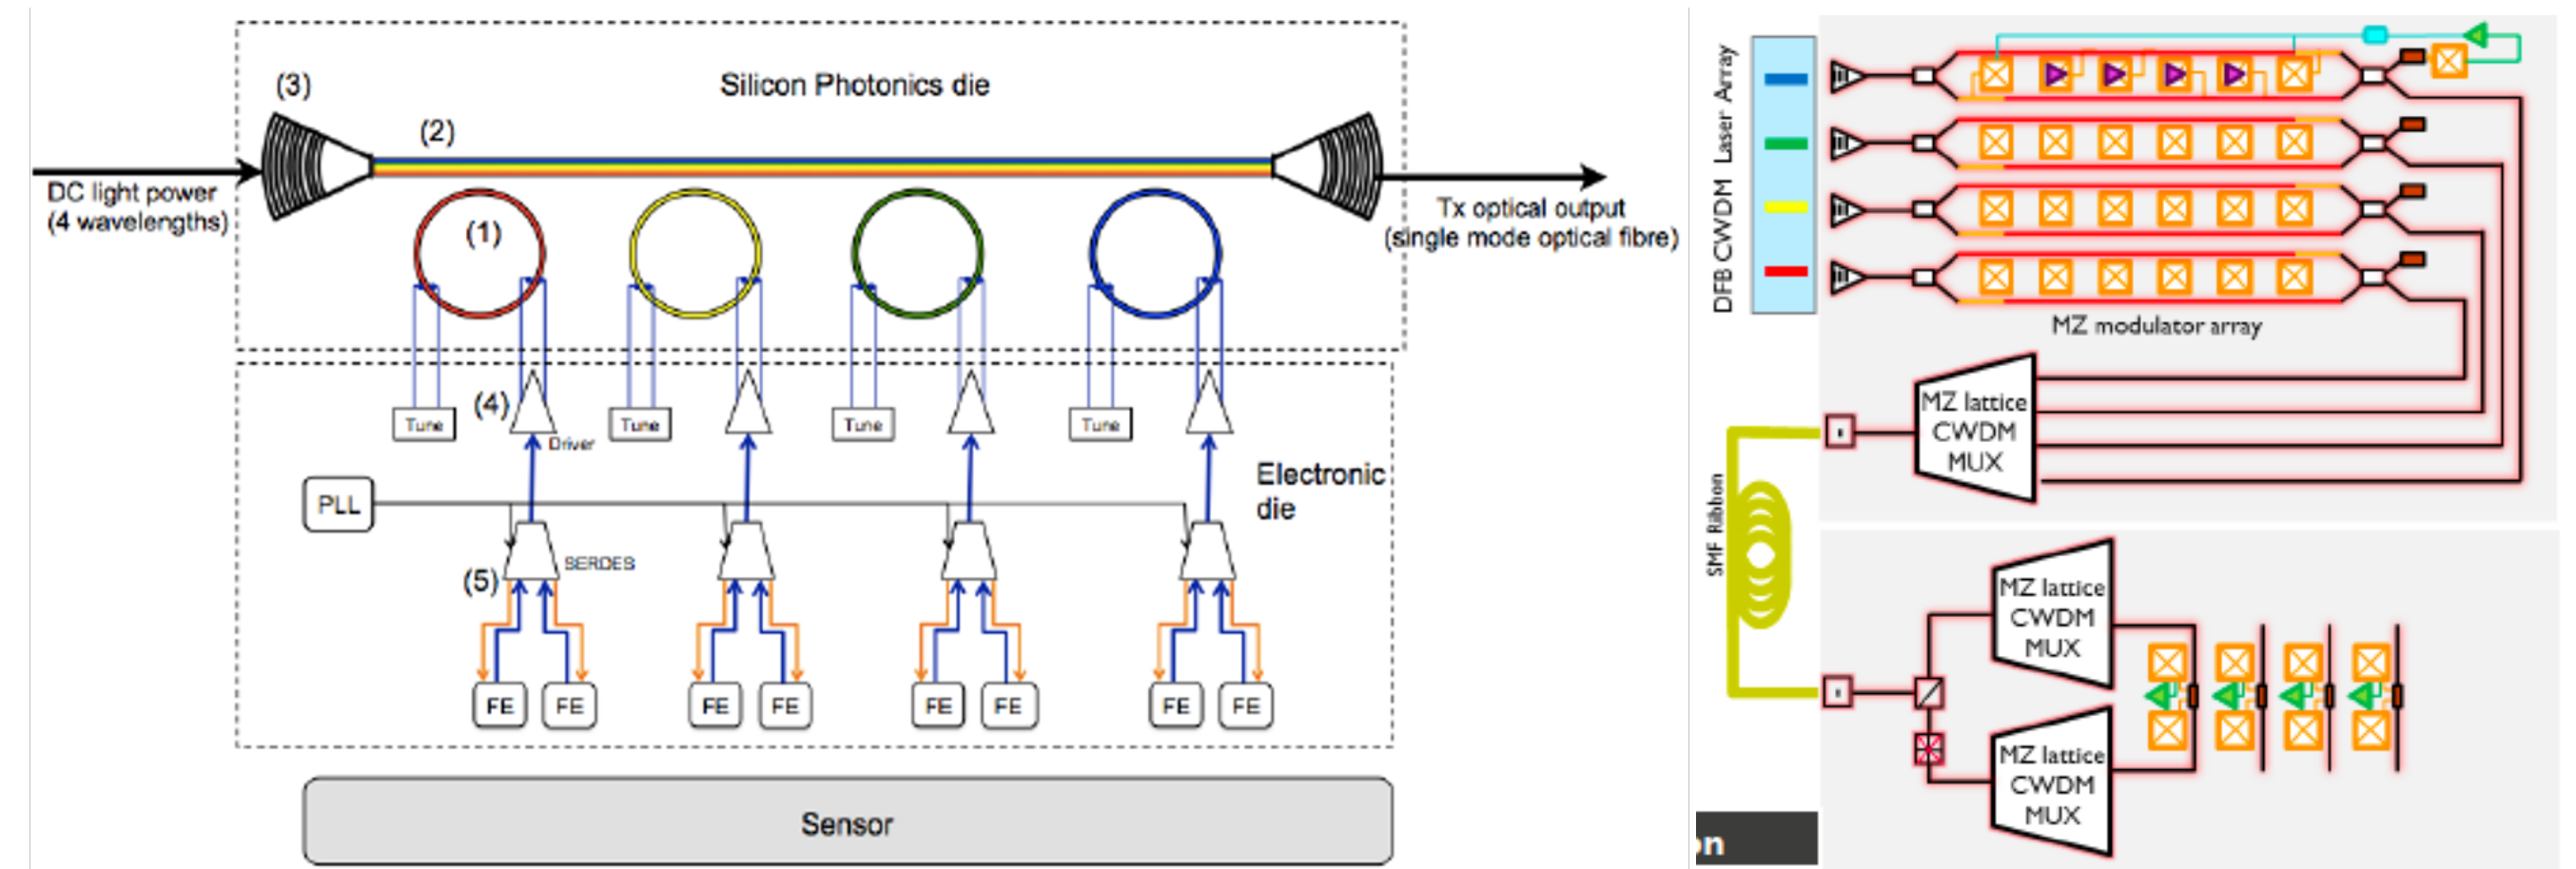 (3)
Silicon Photonics die
(2)
DC light power
(4 wavelengths)
(1)
Tx optical output
(single mode optical fibre)
(4)
Tune
Tune
Tune
Tune
Driver
PLL
Electronic
die
(5)
SERDES
FE
FE
FE
FE
FE
FE
FE
FE
Sensor
DFB CWDM Laser Array
MZ modulator array
MZ lattice
CWDM
MUX
SMF Ribbon
MZ lattice
CWDM
MUX
MZ lattice
CWDM
MUX
on